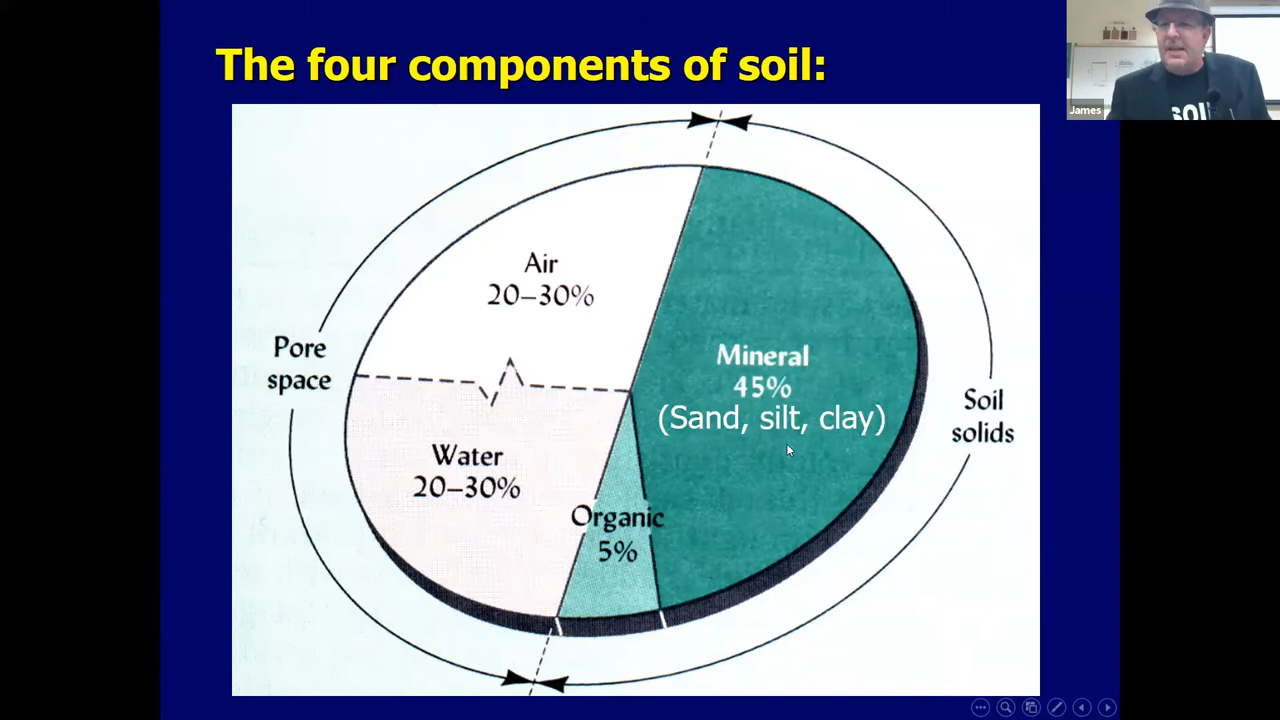 The four components of soil:
James
SOIL
Air
20–30%
Pore
space
Mineral
45%
(Sand, silt, clay)
Soil
solids
Water
20–30%
Organic
5%